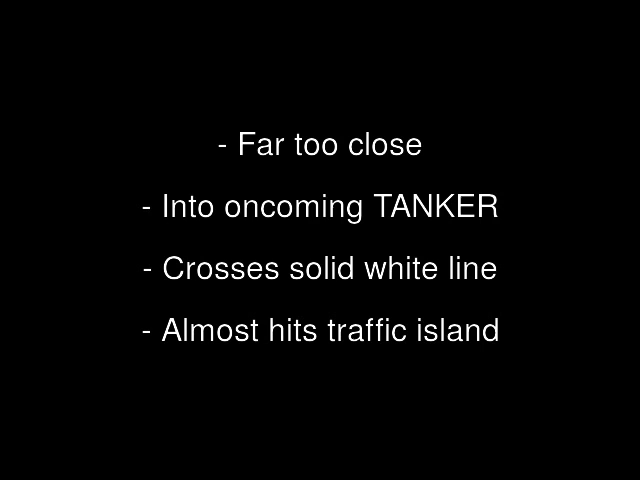 - Far too close
- Into oncoming TANKER
- Crosses solid white line
- Almost hits traffic island